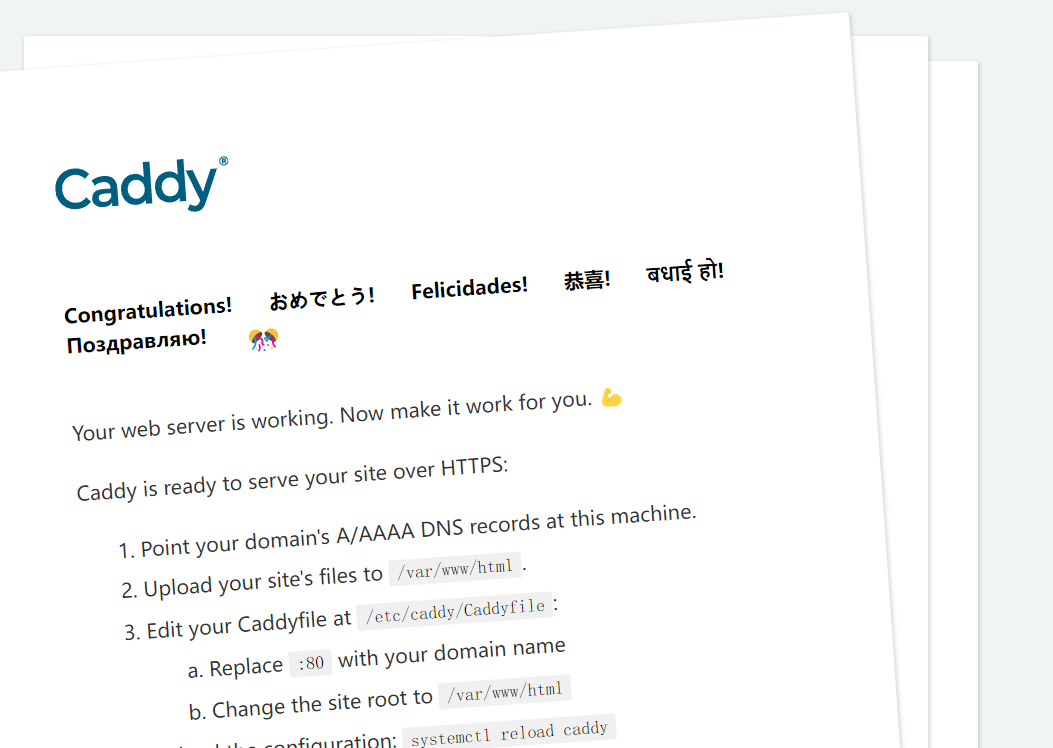 Caddy®
Congratulations! おめでとう! Felicidades! 恭喜! बधाई हो!
Поздравляю! 🎊
Your web server is working. Now make it work for you. 💪
Caddy is ready to serve your site over HTTPS:
1. Point your domain's A/AAAA DNS records at this machine.
2. Upload your site's files to /var/www/html.
3. Edit your Caddyfile at /etc/caddy/Caddyfile:
a. Replace :80 with your domain name
b. Change the site root to /var/www/html
the configuration: systemctl reload caddy